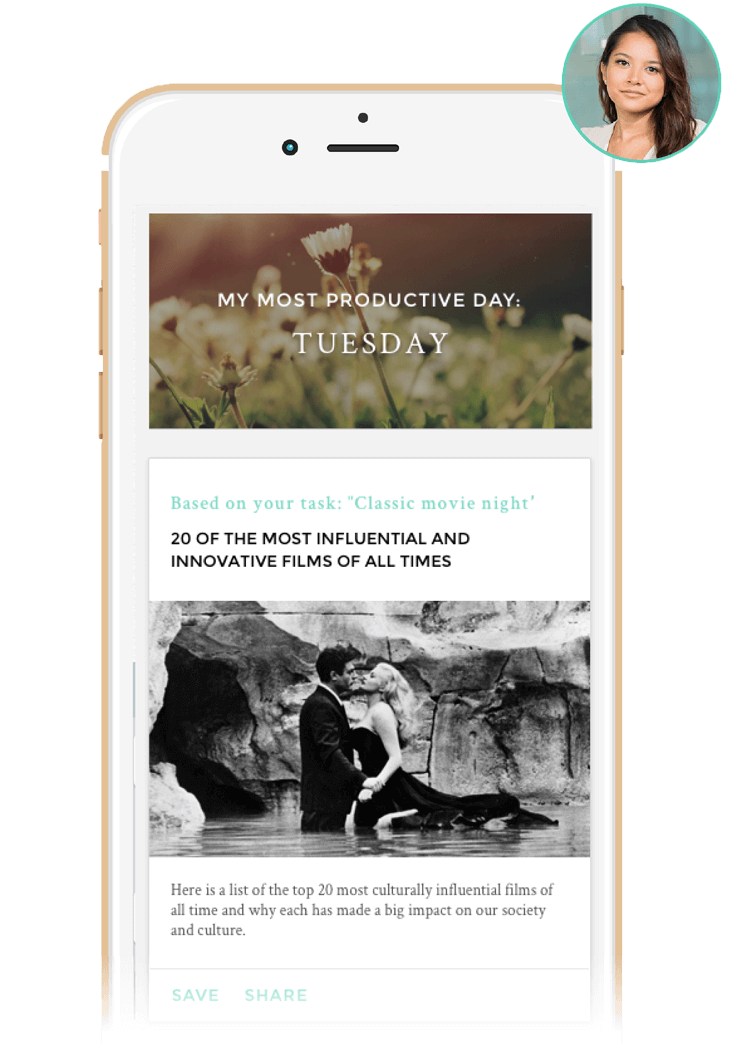 MY MOST PRODUCTIVE DAY:
TUESDAY
Based on your task: "Classic movie night'
20 OF THE MOST INFLUENTIAL AND
INNOVATIVE FILMS OF ALL TIMES
Here is a list of the top 20 most culturally influential films of
all time and why each has made a big impact on our society
and culture.
SAVE SHARE